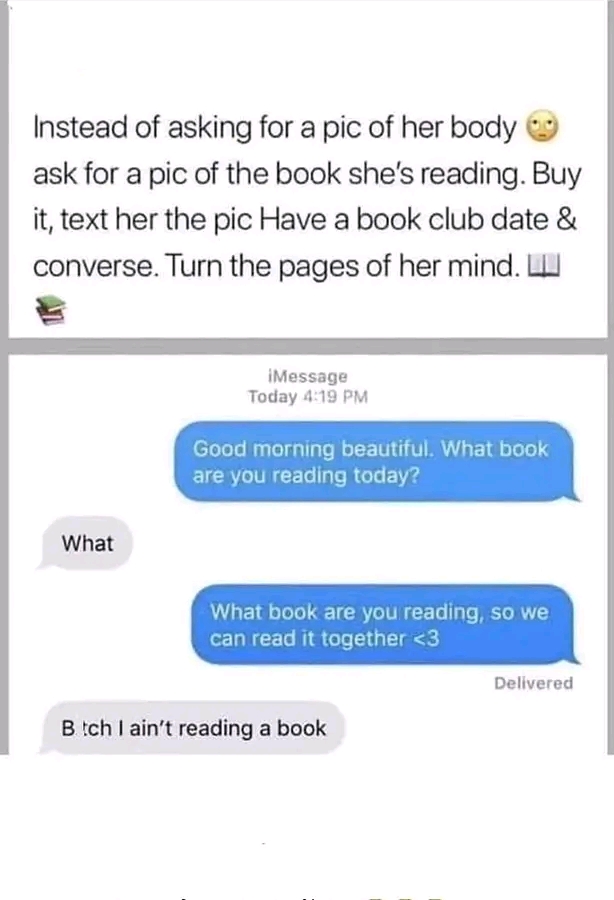 Instead of asking for a pic of her body 🙄
ask for a pic of the book she's reading. Buy
it, text her the pic Have a book club date &
converse. Turn the pages of her mind. 📖
📚
iMessage
Today 4:19 PM
Good morning beautiful. What book
are you reading today?
What
What book are you reading, so we
can read it together <3
Delivered
B tch I ain't reading a book